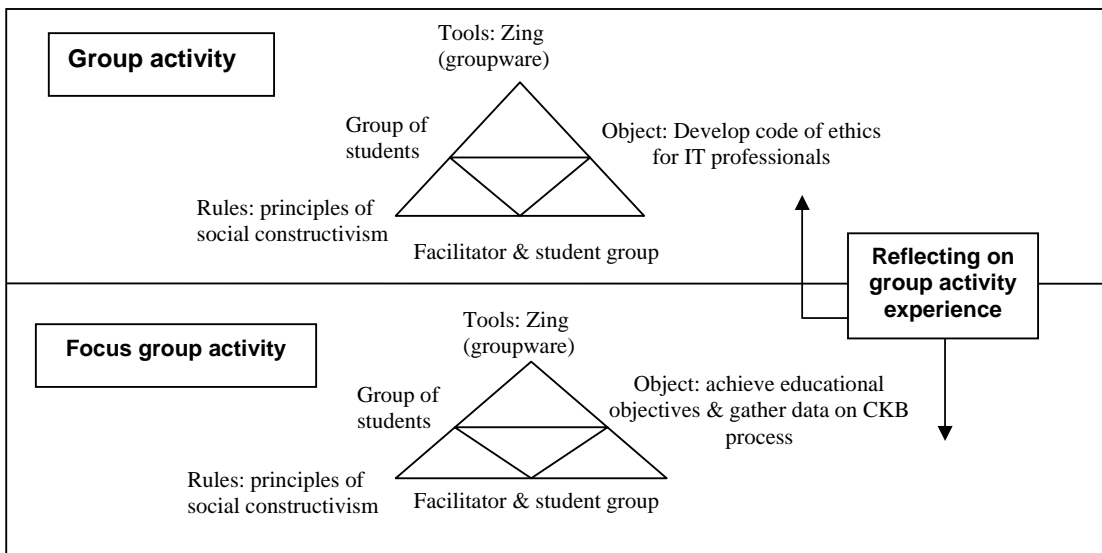 Group activity
Tools: Zing
(groupware)
Group of
students
Object: Develop code of ethics
for IT professionals
Rules: principles of
social constructivism
Facilitator & student group
Reflecting on
group activity
experience
Focus group activity
Tools: Zing
(groupware)
Group of
students
Object: achieve educational
objectives & gather data on CKB
process
Rules: principles of
social constructivism
Facilitator & student group